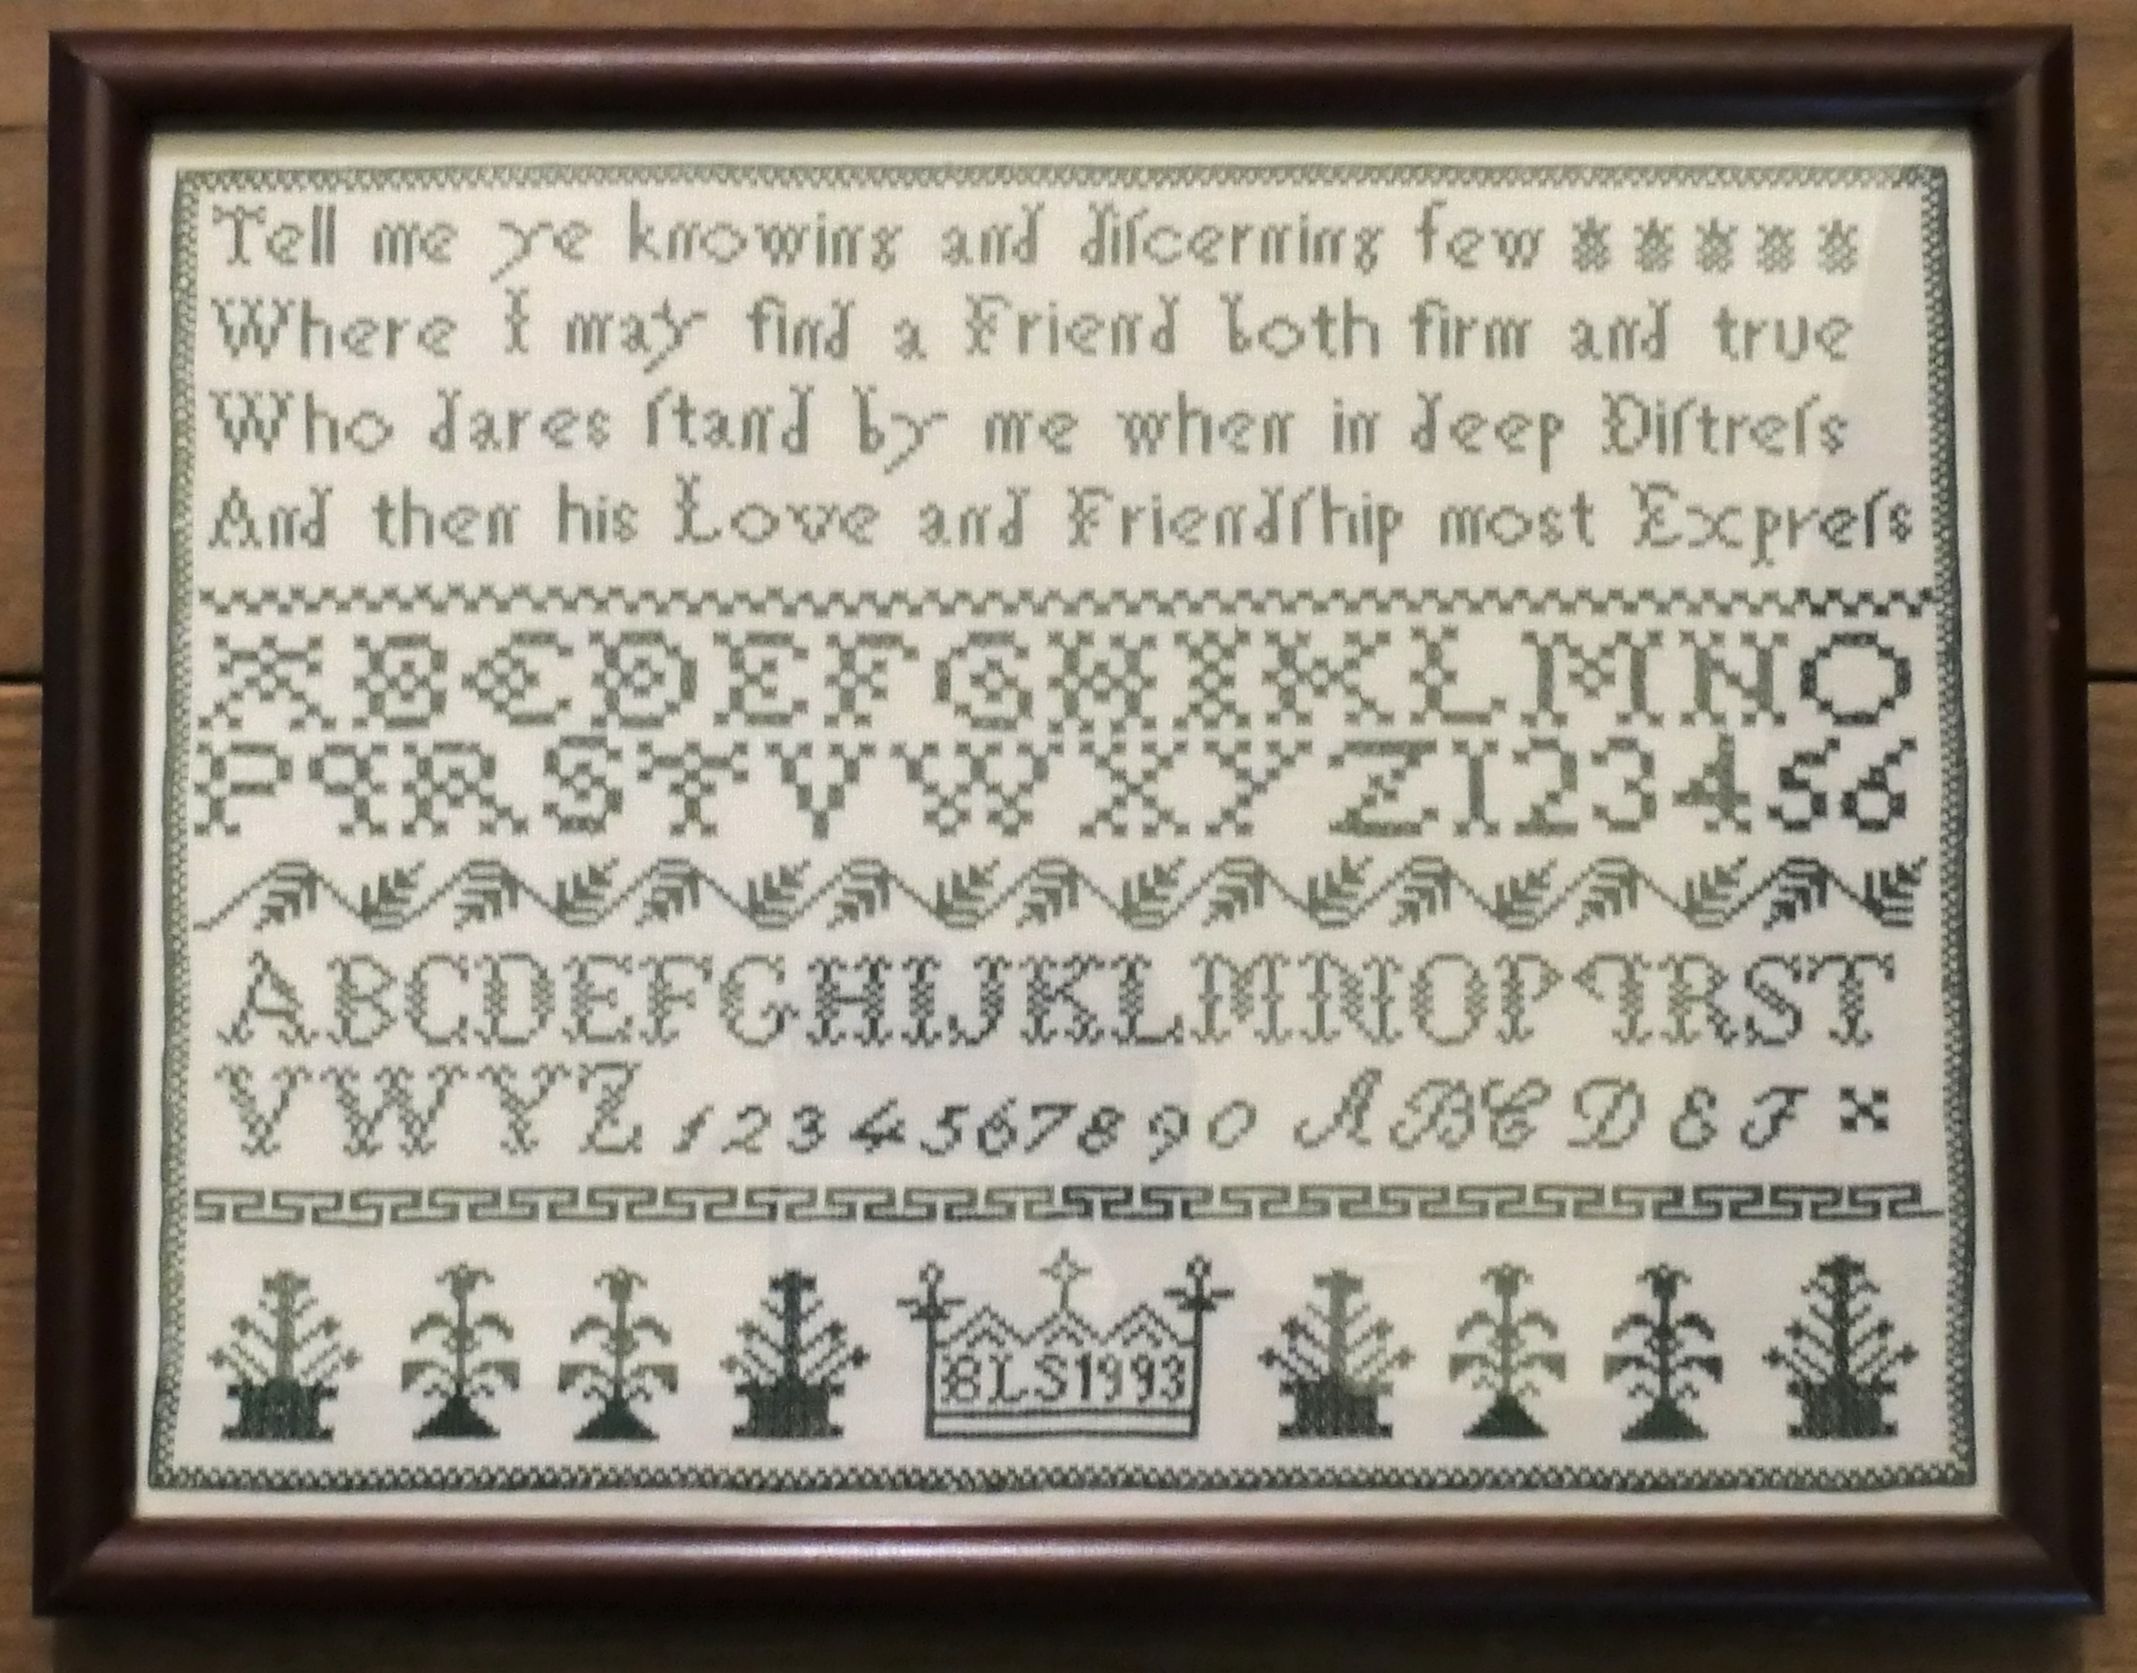 Tell me ye knowing and diſcerning few
Where I may find a Friend both firm and true
Who dares ſtand by me when in deep Diſtreſs
And then his Love and Friendſhip most Expreſs
ABCDEFGHIKLMNO
PQRSTVWXYZ123456
ABCDEFGHIJKLMNOPQRST
VWYZ 1234567890 ABCDEF
BLS1993